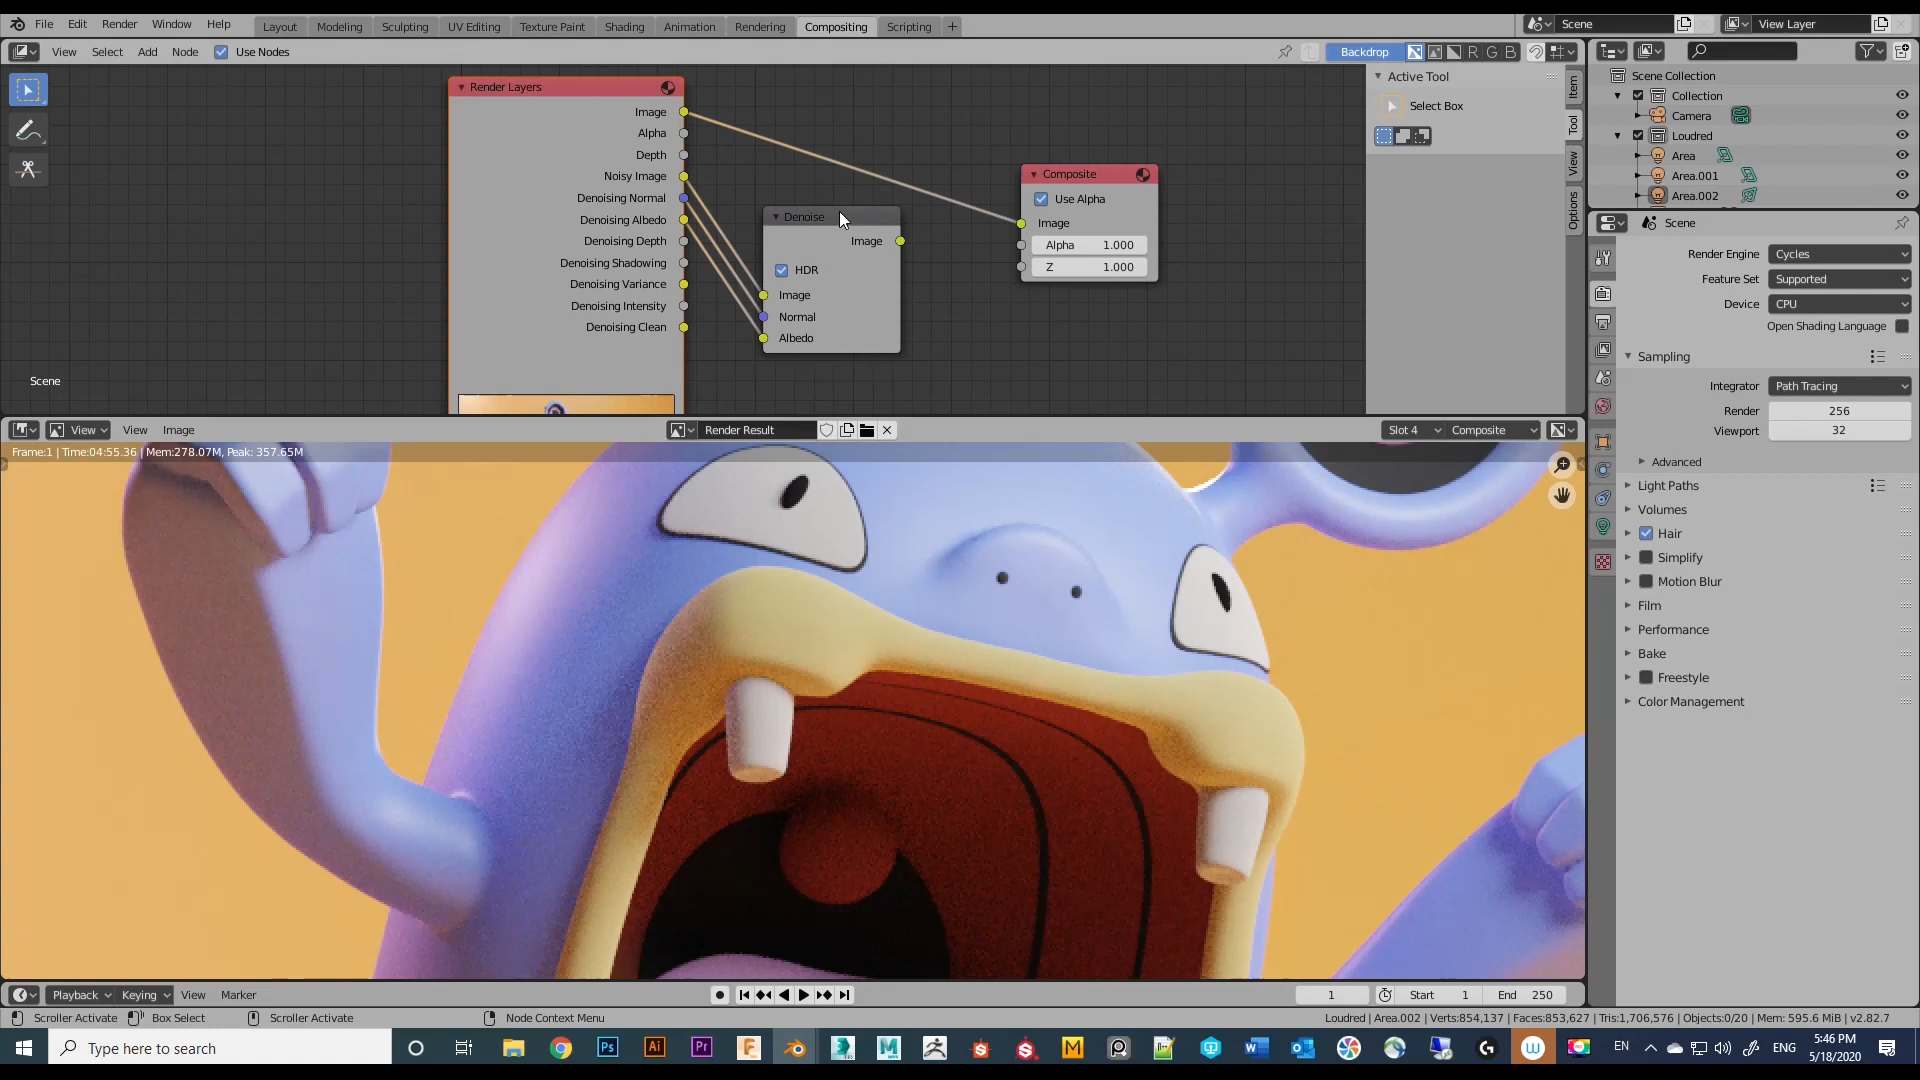 File Edit Render Window Help Layout Modeling Sculpting UV Editing Texture Paint Shading Animation Rendering Compositing Scripting + Scene View Layer
View Select Add Node Use Nodes Backdrop R G B
Render Layers
Image
Alpha
Depth
Noisy Image
Denoising Normal
Denoising Albedo
Denoising Depth
Denoising Shadowing
Denoising Variance
Denoising Intensity
Denoising Clean
Denoise
Image
HDR
Image
Normal
Albedo
Composite
Use Alpha
Image
Alpha 1.000
Z 1.000
Scene
Active Tool
Select Box
Item
Tool
View
Options
Scene Collection
Collection
Camera
Loudred
Area
Area.001
Area.002
Scene
Render Engine Cycles
Feature Set Supported
Device CPU
Open Shading Language
Sampling
Integrator Path Tracing
Render 256
Viewport 32
Advanced
Light Paths
Volumes
Hair
Simplify
Motion Blur
Film
Performance
Bake
Freestyle
Color Management
View View Image Render Result Slot 4 Composite
Frame:1 | Time:04:55.36 | Mem:278.07M, Peak: 357.65M
Playback Keying View Marker 1 Start 1 End 250
Scroller Activate Box Select Scroller Activate Node Context Menu Loudred | Area.002 | Verts:854,137 | Faces:853,627 | Tris:1,706,576 | Objects:0/20 | Mem: 595.6 MiB | v2.82.7
Type here to search Ps Ai Pr F M S S M W EN ENG 5:46 PM
5/18/2020